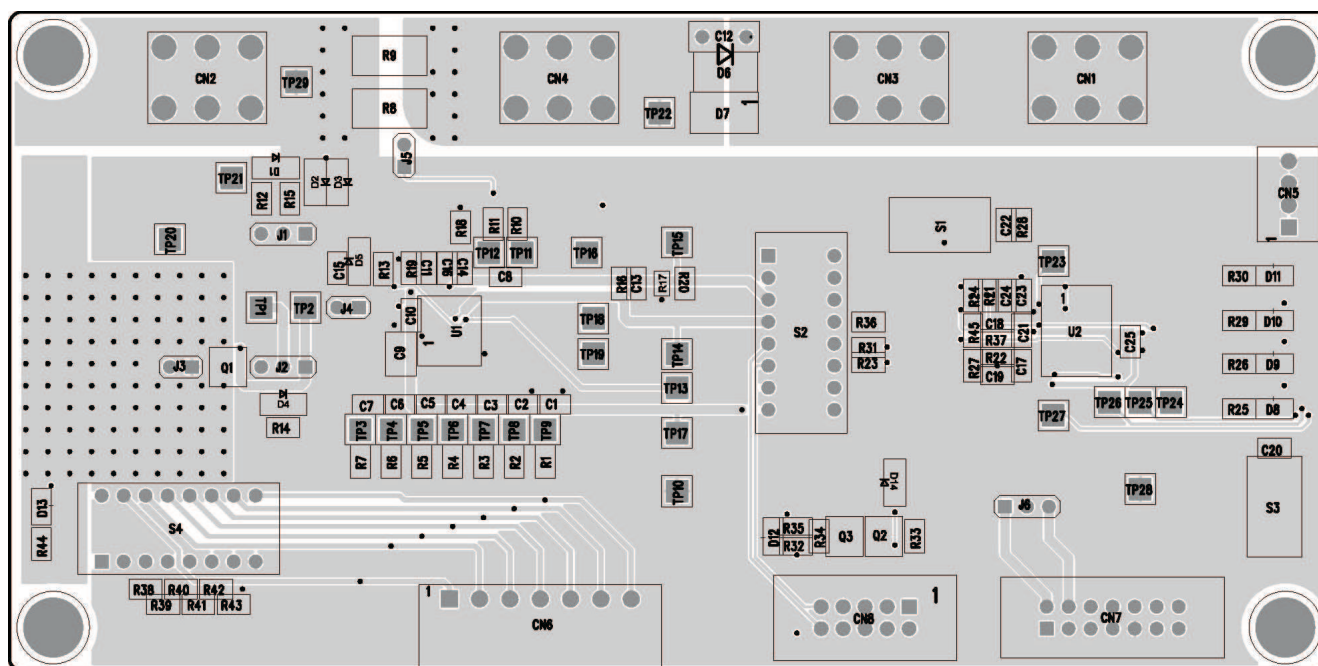 CN2
TP29
R9
R8
CN4
TP22
C12
D6
D7
1
CN3
CN1
J5
CN5
1
TP21
D1
R12
R15
D2
D3
TP20
J1
R18
R11
R10
TP12
TP11
TP16
TP15
S1
C22
R28
TP23
C15
D5
R13
R19
C11
C16
C14
C8
R16
C13
R17
R20
R24
R21
C24
C23
R30
D11
TP1
TP2
J4
C10
U1
1
TP18
S2
R36
R45
C18
R37
C21
1
U2
C25
R29
D10
C9
TP19
TP14
R31
R23
R27
R22
C19
C17
R26
D9
J3
Q1
J2
TP13
D4
R14
C7
C6
C5
C4
C3
C2
C1
TP3
TP4
TP5
TP6
TP7
TP8
TP9
TP17
TP27
TP26
TP25
TP24
R25
D8
R7
R6
R5
R4
R3
R2
R1
TP10
C20
D13
R44
S4
D14
TP28
J6
S3
D12
R35
R32
R34
Q3
Q2
R33
R38
R40
R42
R39
R41
R43
1
CN6
CN8
1
CN7